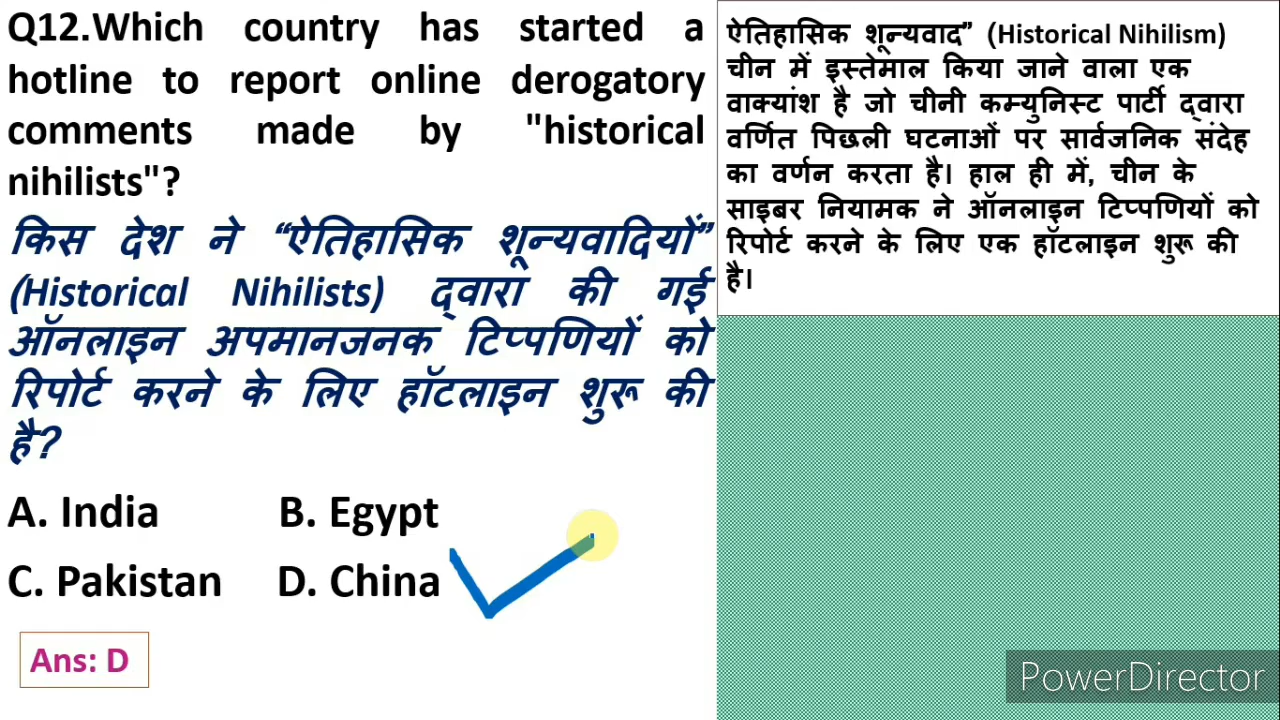 Q12.Which country has started a
hotline to report online derogatory
comments made by "historical
nihilists"?
किस देश ने “ऐतिहासिक शून्यवादियों”
(Historical Nihilists) द्वारा की गई
ऑनलाइन अपमानजनक टिप्पणियों को
रिपोर्ट करने के लिए हॉटलाइन शुरू की
है?
A. India B. Egypt
C. Pakistan D. China
Ans: D
ऐतिहासिक शून्यवाद” (Historical Nihilism)
चीन में इस्तेमाल किया जाने वाला एक
वाक्यांश है जो चीनी कम्युनिस्ट पार्टी द्वारा
वर्णित पिछली घटनाओं पर सार्वजनिक संदेह
का वर्णन करता है। हाल ही में, चीन के
साइबर नियामक ने ऑनलाइन टिप्पणियों को
रिपोर्ट करने के लिए एक हॉटलाइन शुरू की
है।
PowerDirector